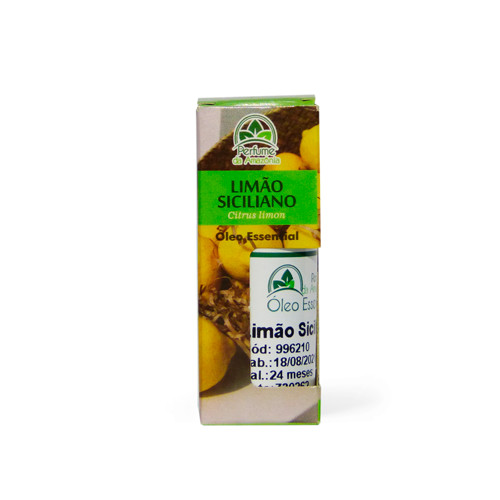 Perfume
da Amazônia
LIMÃO
SICILIANO
Citrus limon
Óleo Essencial
Óleo Ess
Limão Sici
ód: 996210
ab.:18/08/202
al.:24 meses